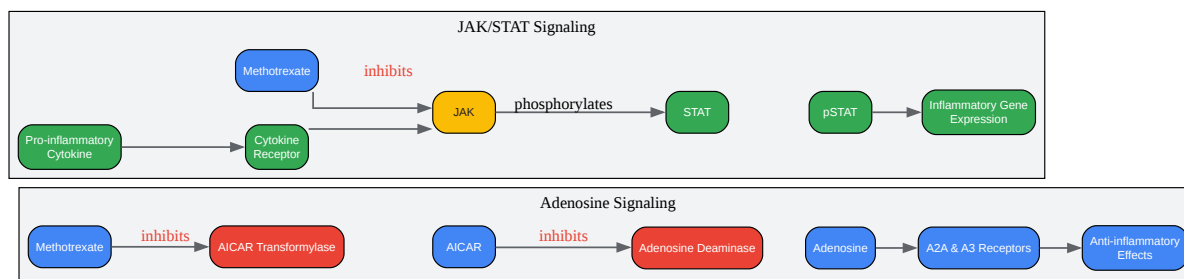 JAK/STAT Signaling
Methotrexate
inhibits
JAK
phosphorylates
STAT
pSTAT
Inflammatory Gene
Expression
Pro-inflammatory
Cytokine
Cytokine
Receptor
Adenosine Signaling
Methotrexate
inhibits
AICAR Transformylase
AICAR
inhibits
Adenosine Deaminase
Adenosine
A2A & A3 Receptors
Anti-inflammatory
Effects